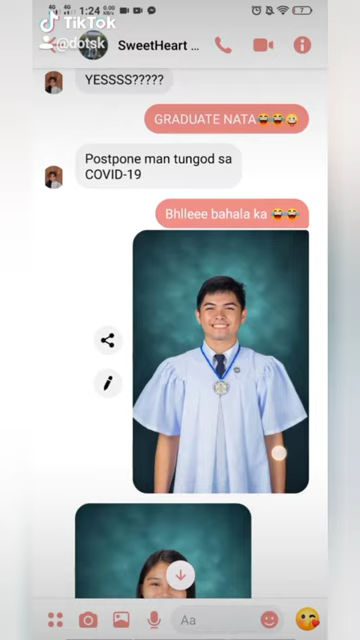 1:24
TikTok
@dotsk
SweetHeart ...
YESSSS?????
GRADUATE NATA😂😂😄
Postpone man tungod sa
COVID-19
Bhlleee bahala ka 😂😂
Aa